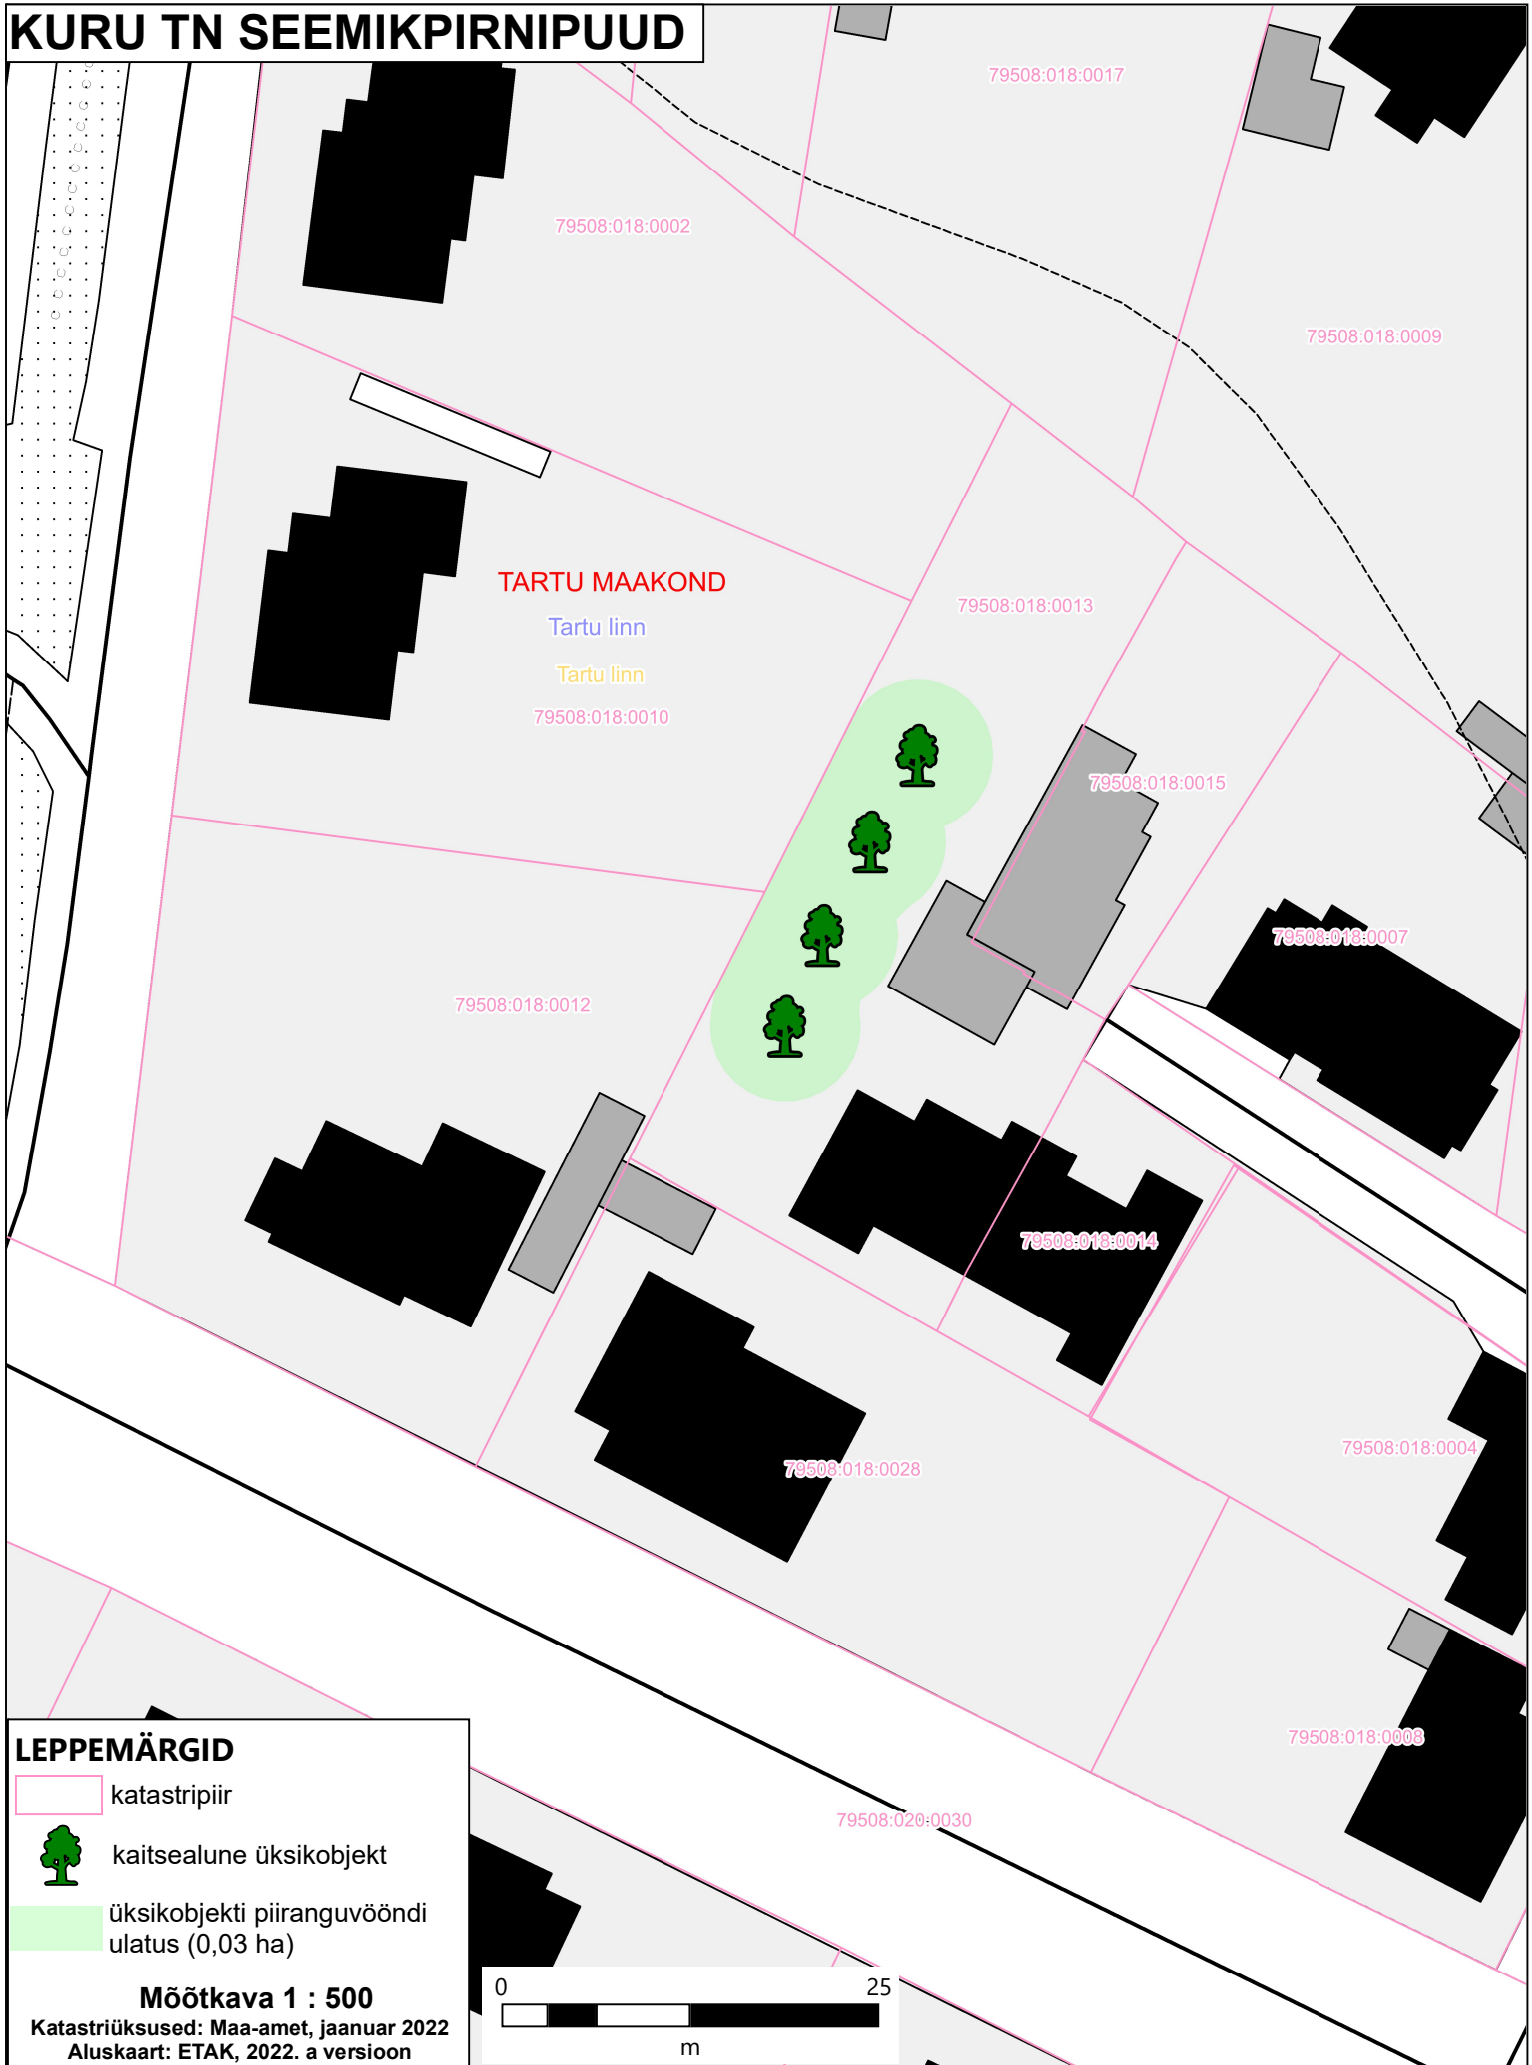 KURU TN SEEMIKPIRNIPUUD
79508:018:0017
79508:018:0002
79508:018:0009
TARTU MAAKOND
79508:018:0013
Tartu linn
Tartu linn
79508:018:0010
79508:018:0015
79508:018:0007
79508:018:0012
79508:018:0014
79508:018:0004
79508:018:0028
79508:018:0008
79508:020:0030
LEPPEMÄRGID
katastripiir
kaitsealune üksikobjekt
üksikobjekti piiranguvööndi
ulatus (0,03 ha)
Mõõtkava 1 : 500
Katastriüksused: Maa-amet, jaanuar 2022
Aluskaart: ETAK, 2022. a versioon
0 25
m